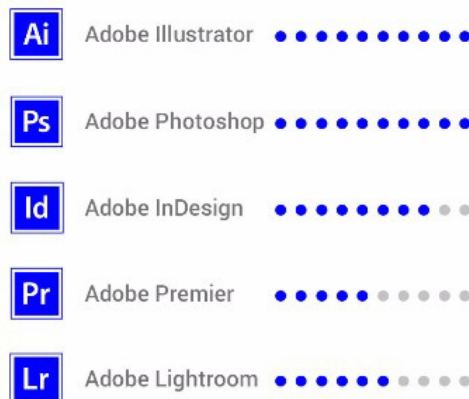 Ai Adobe Illustrator
Ps Adobe Photoshop
Id Adobe InDesign
Pr Adobe Premier
Lr Adobe Lightroom